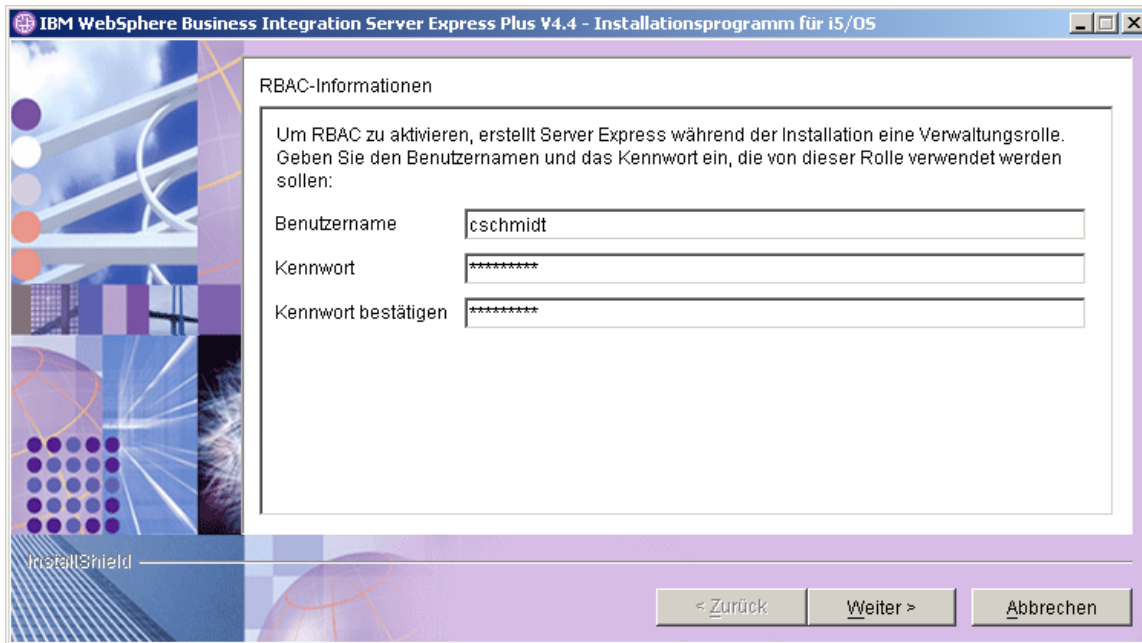 IBM WebSphere Business Integration Server Express Plus V4.4 - Installationsprogramm für i5/OS
RBAC-Informationen
Um RBAC zu aktivieren, erstellt Server Express während der Installation eine Verwaltungsrolle.
Geben Sie den Benutzernamen und das Kennwort ein, die von dieser Rolle verwendet werden
sollen:
Benutzername cschmidt
Kennwort *********
Kennwort bestätigen *********
InstallShield
< Zurück Weiter > Abbrechen